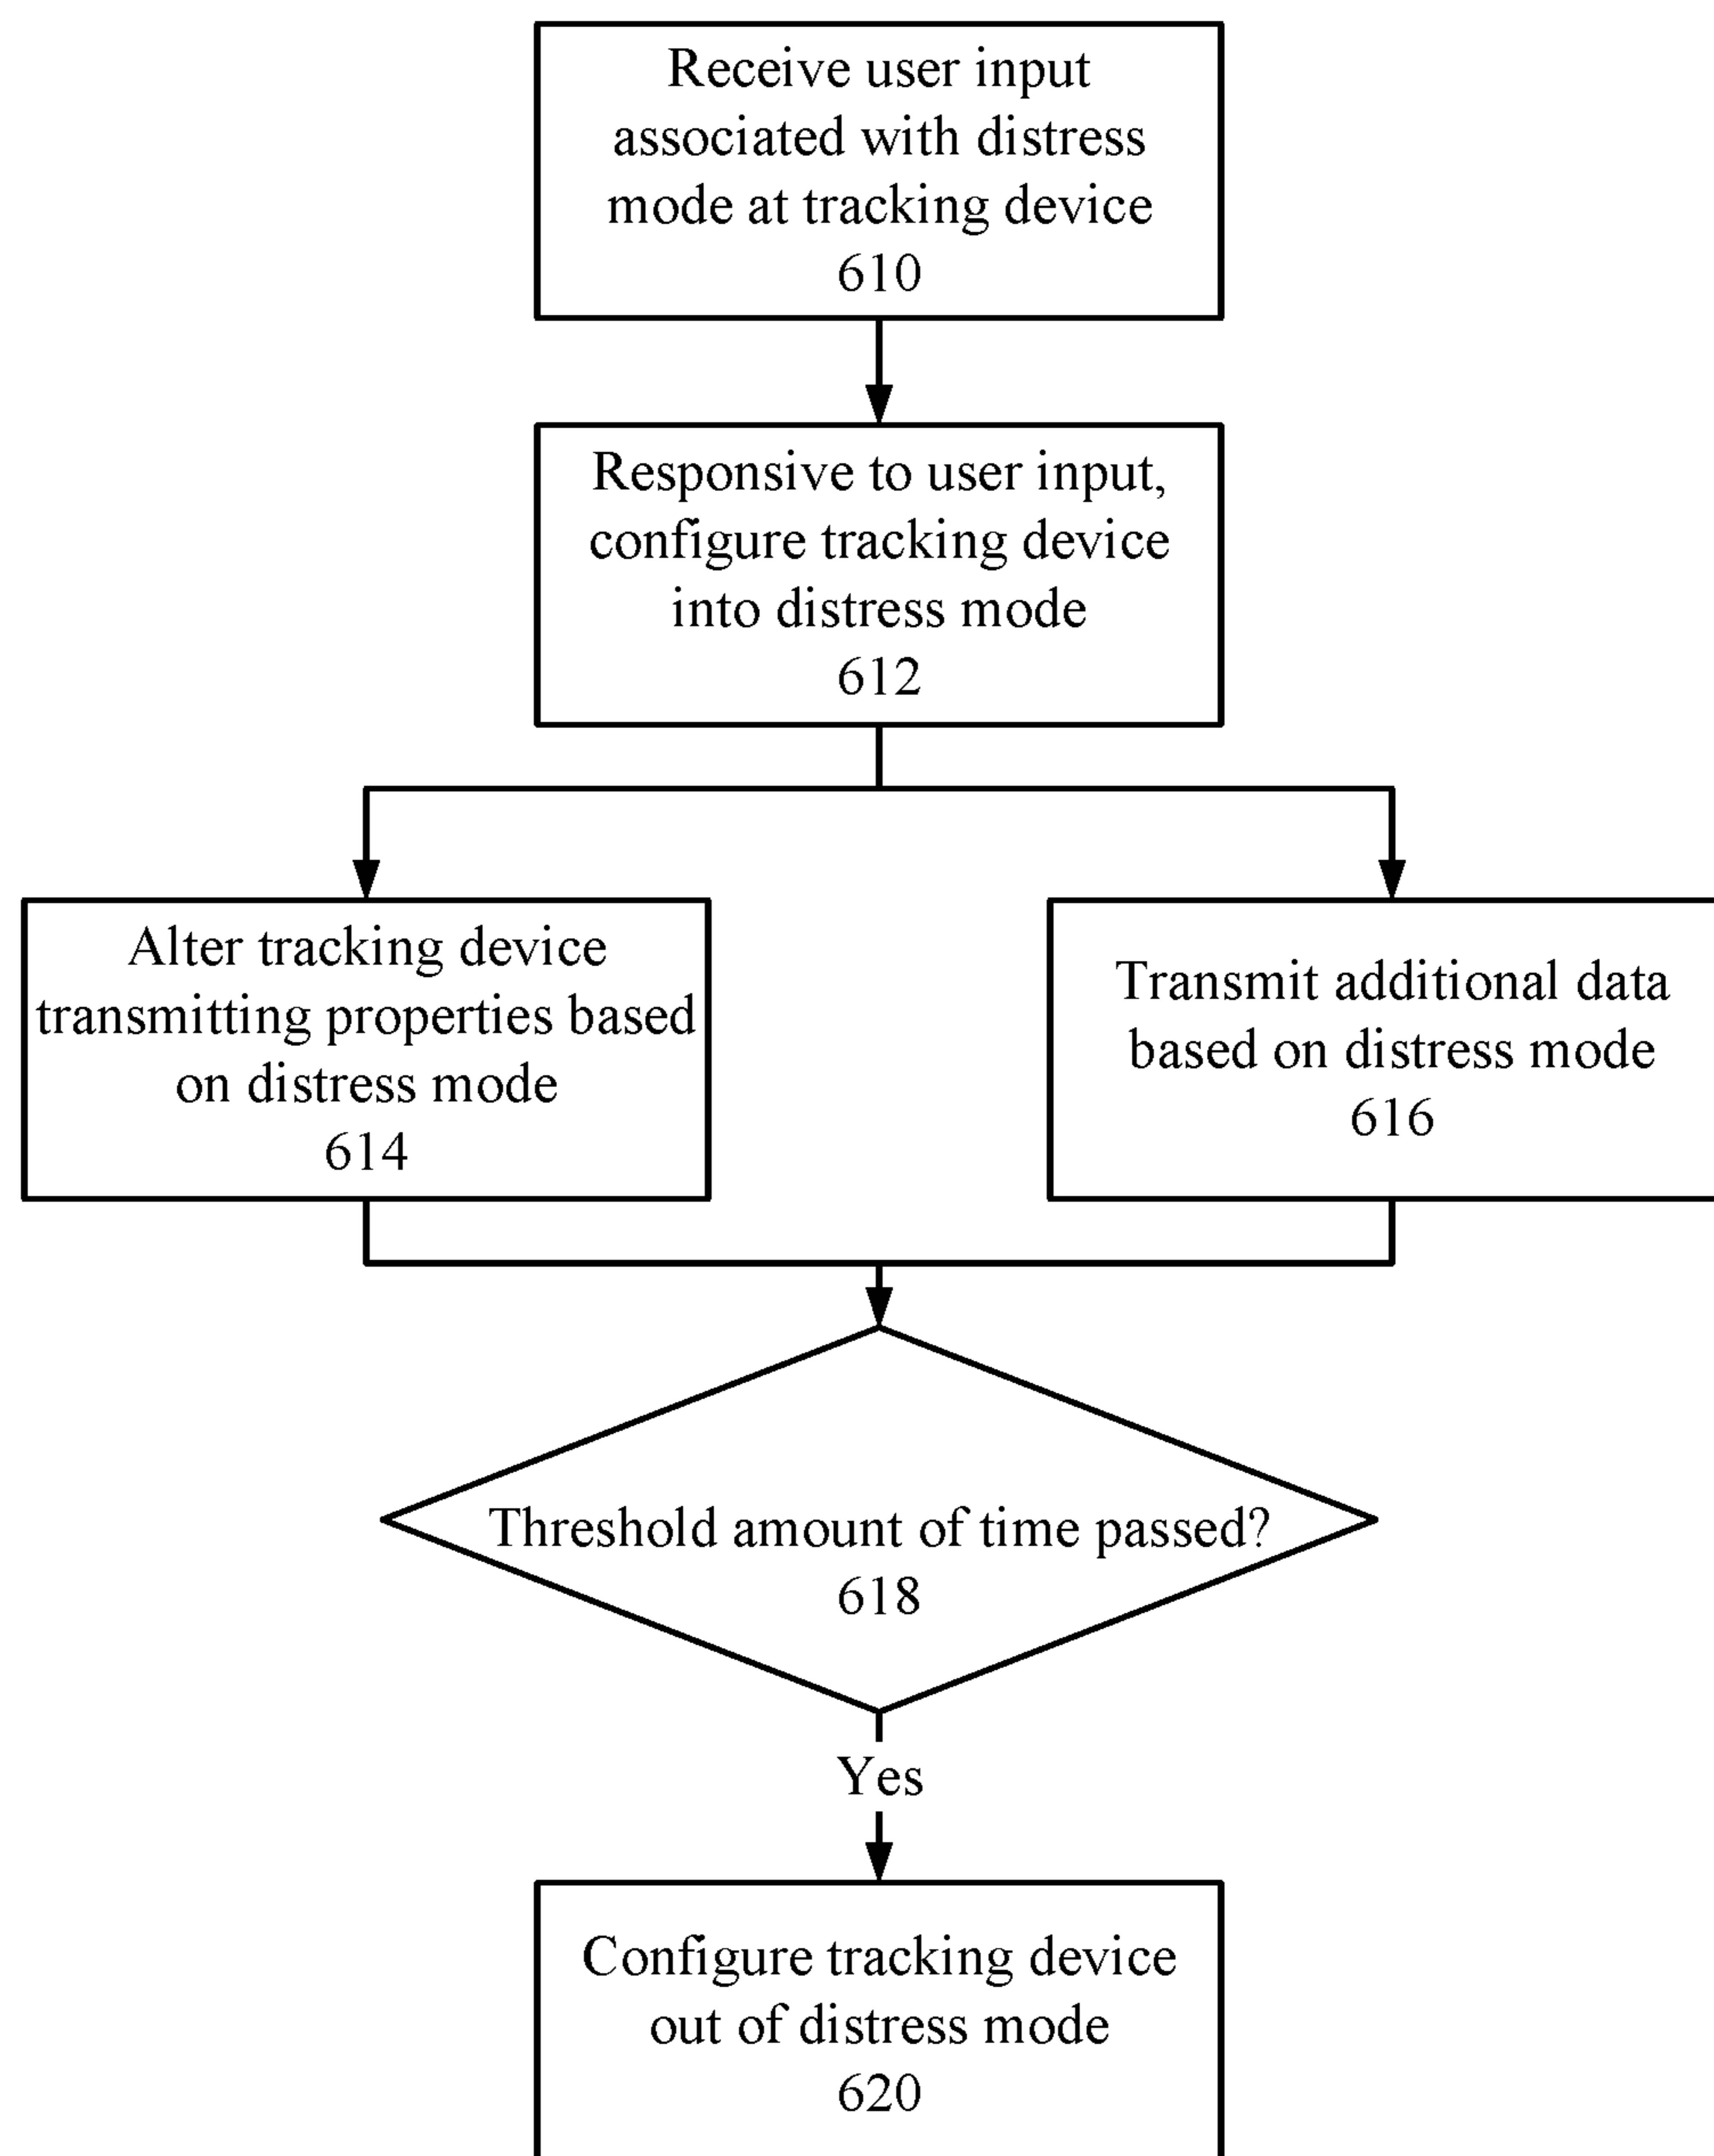 Receive user input
associated with distress
mode at tracking device
610
Responsive to user input,
configure tracking device
into distress mode
612
Alter tracking device
transmitting properties based
on distress mode
614
Transmit additional data
based on distress mode
616
Threshold amount of time passed?
618
Yes
Configure tracking device
out of distress mode
620